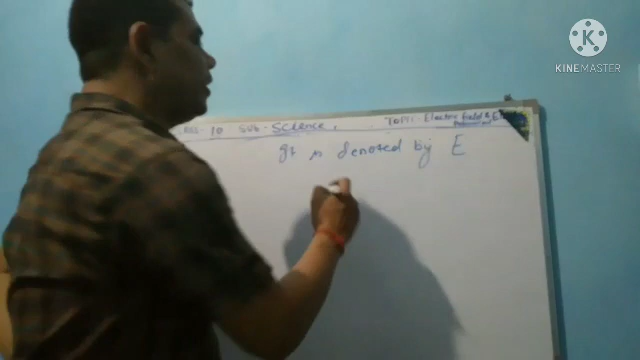 KINEMASTER
10 SUB - SCIENCE. TOPIC: Electric field &
It is denoted by E